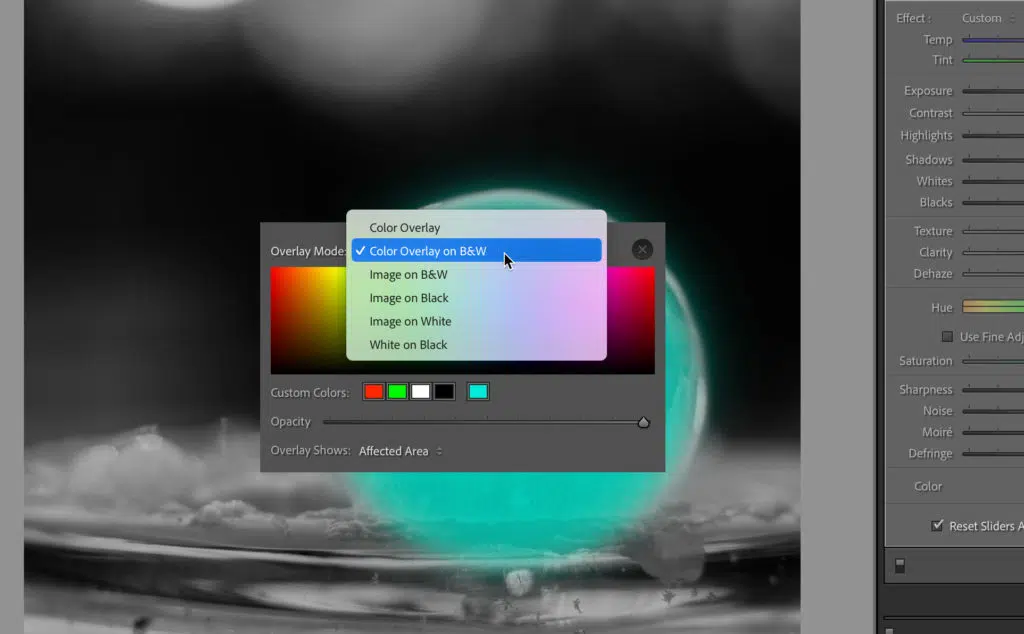 Effect : Custom
Temp
Tint
Exposure
Contrast
Highlights
Shadows
Whites
Blacks
Texture
Clarity
Dehaze
Hue
Use Fine Adj
Saturation
Sharpness
Noise
Moiré
Defringe
Color
Reset Sliders A
Overlay Mode:
Color Overlay
✓ Color Overlay on B&W
Image on B&W
Image on Black
Image on White
White on Black
Custom Colors:
Opacity
Overlay Shows: Affected Area